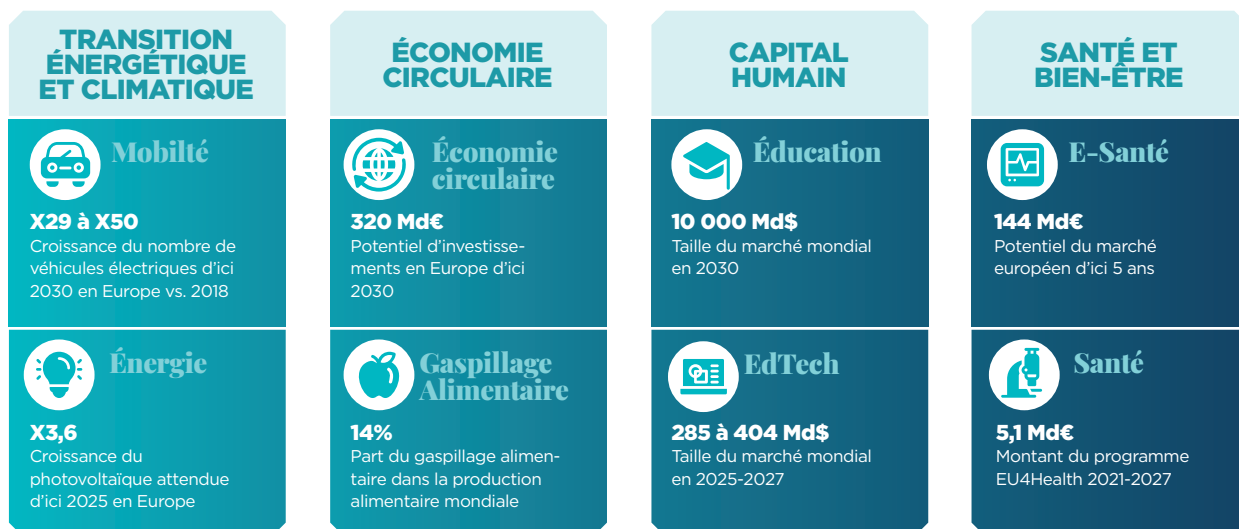 TRANSITION
ÉNERGÉTIQUE
ET CLIMATIQUE
Mobilté
X29 à X50
Croissance du nombre de
véhicules électriques d'ici
2030 en Europe vs. 2018
Énergie
X3,6
Croissance du
photovoltaïque attendue
d'ici 2025 en Europe
ÉCONOMIE
CIRCULAIRE
Économie
circulaire
320 Md€
Potentiel d'investisse-
ments en Europe d'ici
2030
Gaspillage
Alimentaire
14%
Part du gaspillage alimen-
taire dans la production
alimentaire mondiale
CAPITAL
HUMAIN
Éducation
10 000 Md$
Taille du marché mondial
en 2030
EdTech
285 à 404 Md$
Taille du marché mondial
en 2025-2027
SANTÉ ET
BIEN-ÊTRE
E-Santé
144 Md€
Potentiel du marché
européen d'ici 5 ans
Santé
5,1 Md€
Montant du programme
EU4Health 2021-2027